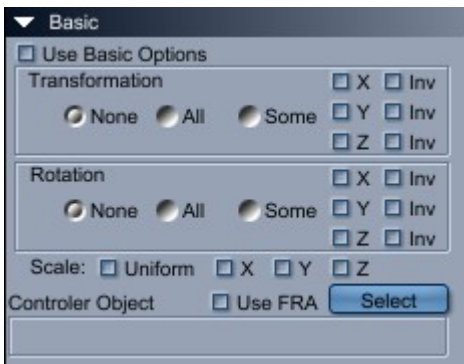 Basic
Use Basic Options
Transformation
X Inv
None All Some Y Inv
Z Inv
Rotation
X Inv
None All Some Y Inv
Z Inv
Scale: Uniform X Y Z
Controler Object Use FRA Select